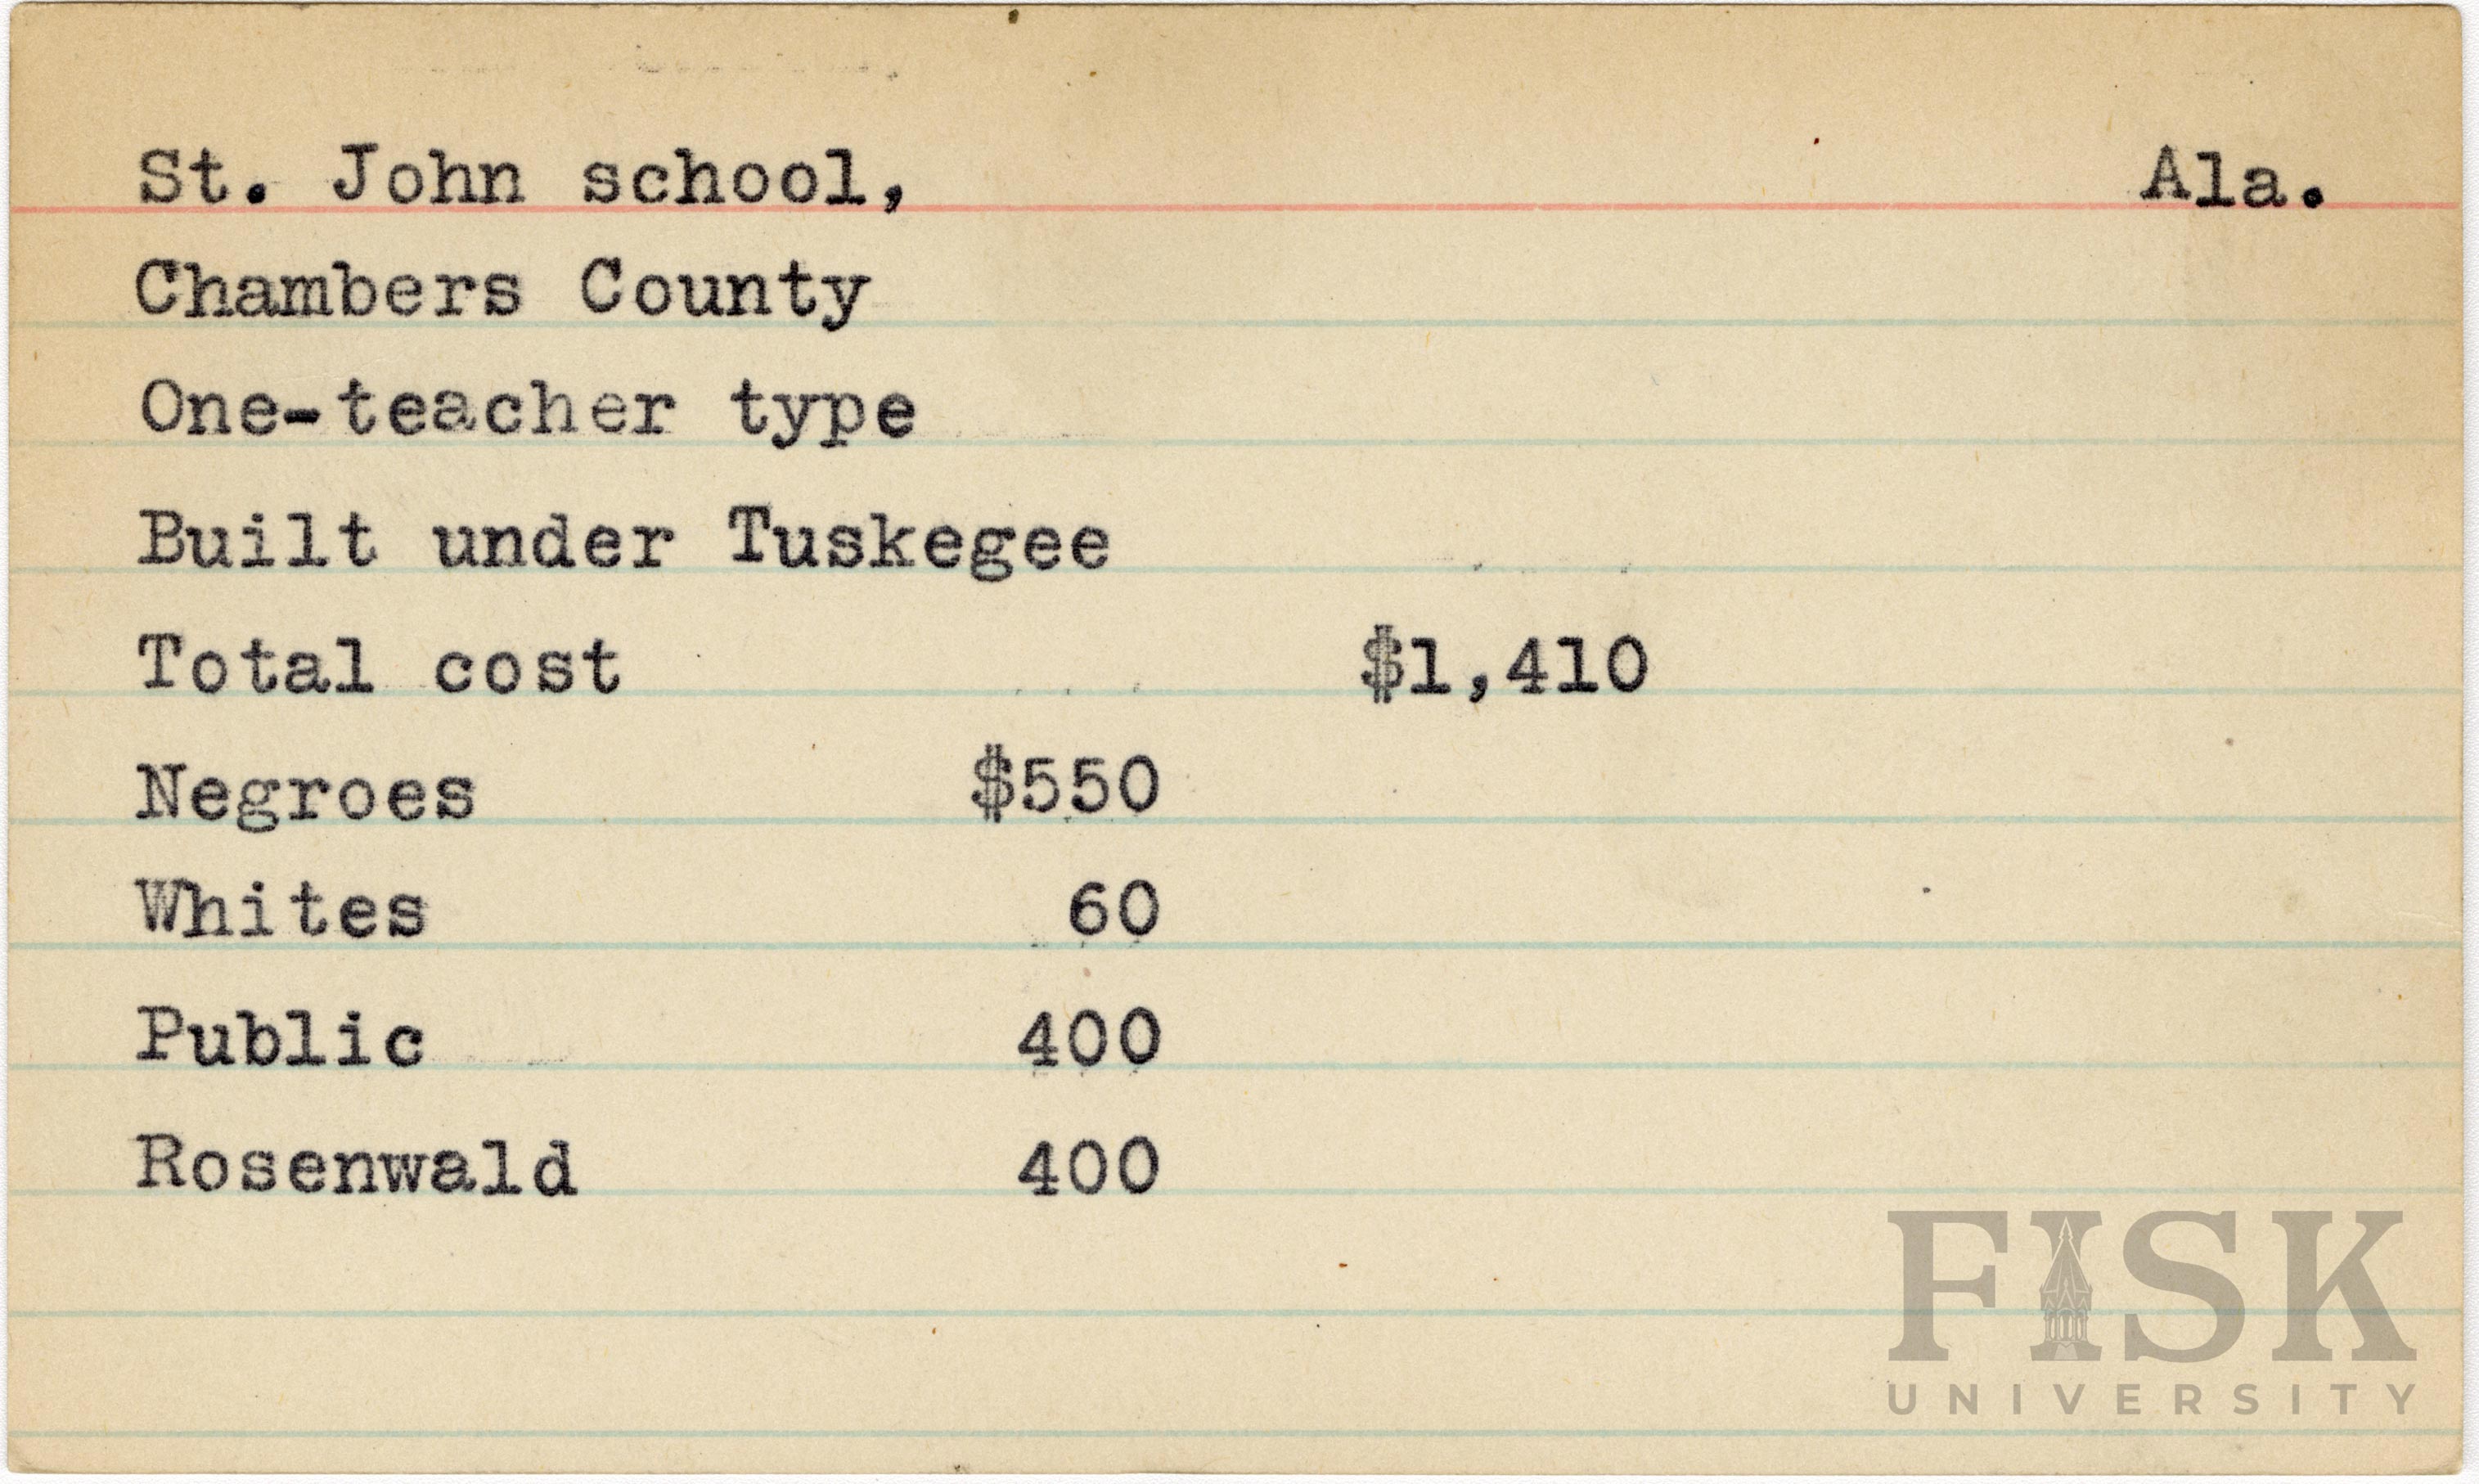 St. John school, Ala.
Chambers County
One-teacher type
Built under Tuskegee
Total cost $1,410
Negroes $550
Whites 60
Public 400
Rosenwald 400
FISK
UNIVERSITY